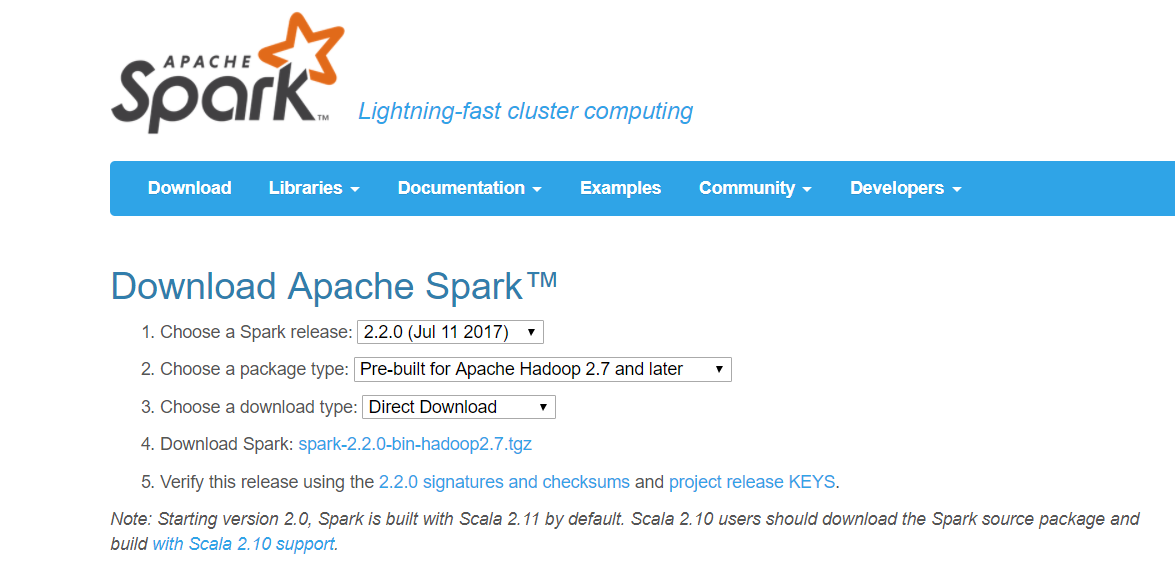 APACHE
Spark™
Lightning-fast cluster computing
Download Libraries Documentation Examples Community Developers
Download Apache Spark™
1. Choose a Spark release: 2.2.0 (Jul 11 2017)
2. Choose a package type: Pre-built for Apache Hadoop 2.7 and later
3. Choose a download type: Direct Download
4. Download Spark: spark-2.2.0-bin-hadoop2.7.tgz
5. Verify this release using the 2.2.0 signatures and checksums and project release KEYS.
Note: Starting version 2.0, Spark is built with Scala 2.11 by default. Scala 2.10 users should download the Spark source package and
build with Scala 2.10 support.